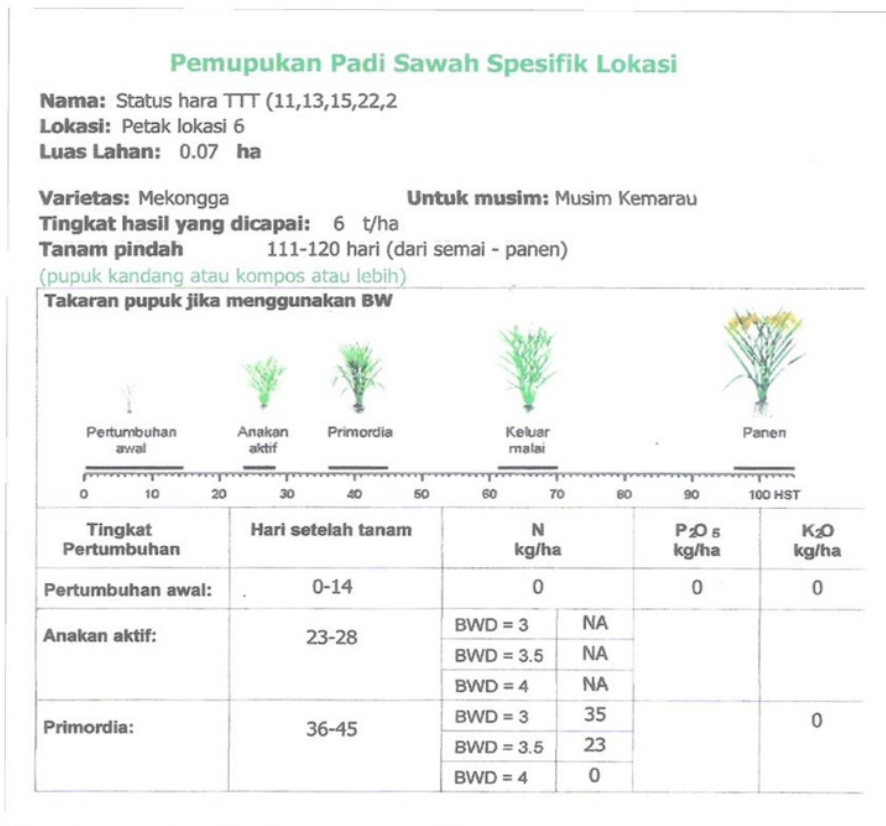 Pemupukan Padi Sawah Spesifik Lokasi
Nama: Status hara TTT (11,13,15,22,2
Lokasi: Petak lokasi 6
Luas Lahan: 0.07 ha
Varietas: Mekongga Untuk musim: Musim Kemarau
Tingkat hasil yang dicapai: 6 t/ha
Tanam pindah 111-120 hari (dari semai - panen)
(pupuk kandang atau kompos atau lebih)
Takaran pupuk jika menggunakan BW
Pertumbuhan awal
Anakan aktif
Primordia
Keluar malai
Panen
0 10 20 30 40 50 60 70 80 90 100 HST
Tingkat Pertumbuhan Hari setelah tanam N kg/ha P2O5 kg/ha K2O kg/ha
Pertumbuhan awal: 0-14 0 0 0
Anakan aktif: 23-28
BWD = 3 NA
BWD = 3.5 NA
BWD = 4 NA
Primordia: 36-45
BWD = 3 35
BWD = 3.5 23
BWD = 4 0
0